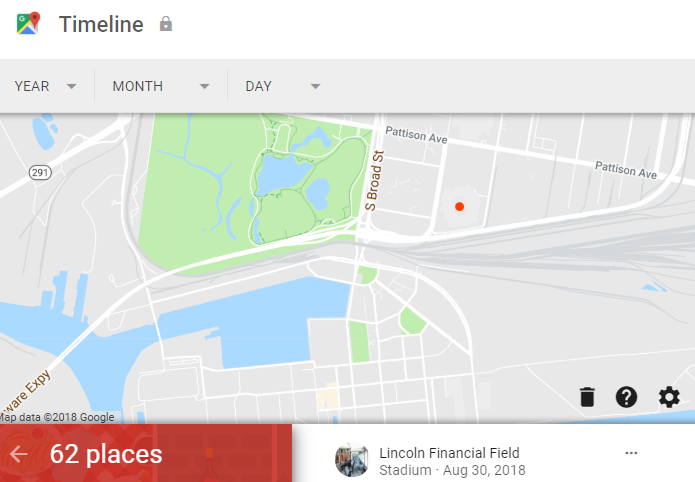 Timeline
YEAR
MONTH
DAY
Pattison Ave
Pattison Ave
291
S Broad St
ware Expy
Map data ©2018 Google
62 places
Lincoln Financial Field
Stadium · Aug 30, 2018